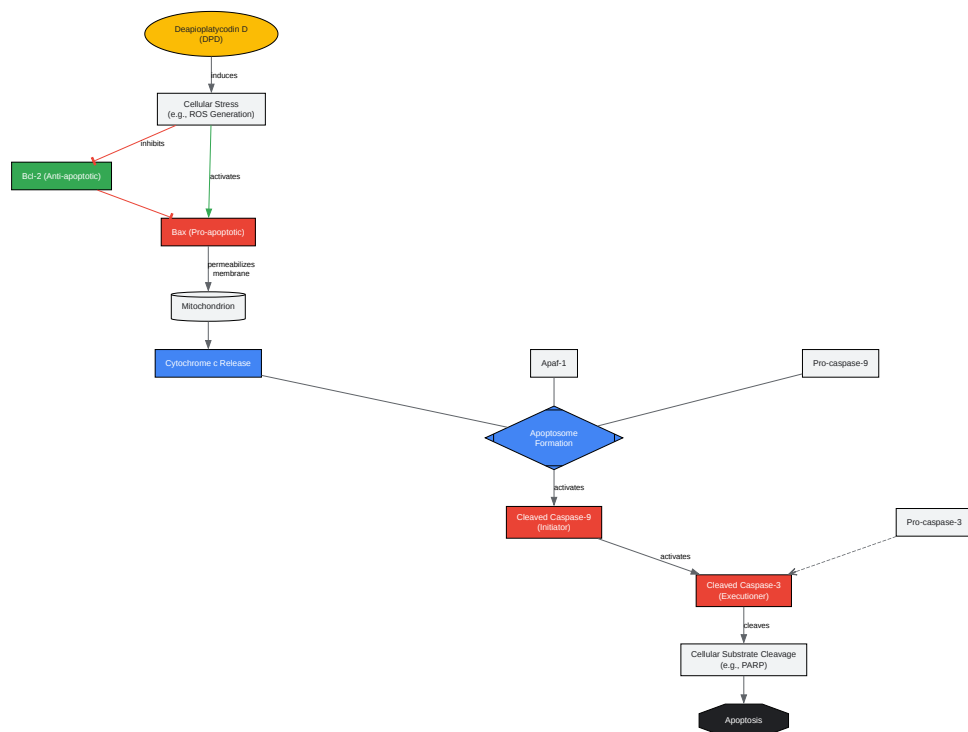 Deapioplatycodin D
(DPD)
induces
Cellular Stress
(e.g., ROS Generation)
inhibits
Bcl-2 (Anti-apoptotic)
activates
Bax (Pro-apoptotic)
permeabilizes
membrane
Mitochondrion
Cytochrome c Release
Apaf-1
Pro-caspase-9
Apoptosome
Formation
activates
Cleaved Caspase-9
(Initiator)
Pro-caspase-3
activates
Cleaved Caspase-3
(Executioner)
cleaves
Cellular Substrate Cleavage
(e.g., PARP)
Apoptosis